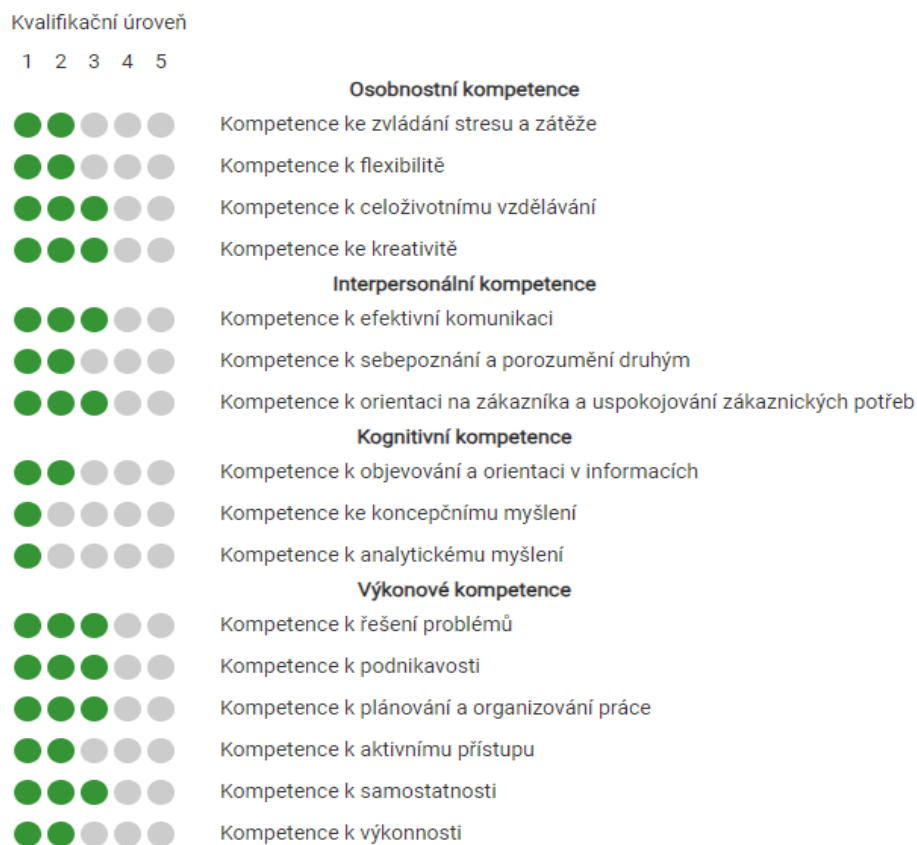 Kvalifikační úroveň
1 2 3 4 5
Osobnostní kompetence
Kompetence ke zvládání stresu a zátěže
Kompetence k flexibilitě
Kompetence k celoživotnímu vzdělávání
Kompetence ke kreativitě
Interpersonální kompetence
Kompetence k efektivní komunikaci
Kompetence k sebepoznání a porozumění druhým
Kompetence k orientaci na zákazníka a uspokojování zákaznických potřeb
Kognitivní kompetence
Kompetence k objevování a orientaci v informacích
Kompetence ke koncepčnímu myšlení
Kompetence k analytickému myšlení
Výkonové kompetence
Kompetence k řešení problémů
Kompetence k podnikavosti
Kompetence k plánování a organizování práce
Kompetence k aktivnímu přístupu
Kompetence k samostatnosti
Kompetence k výkonnosti